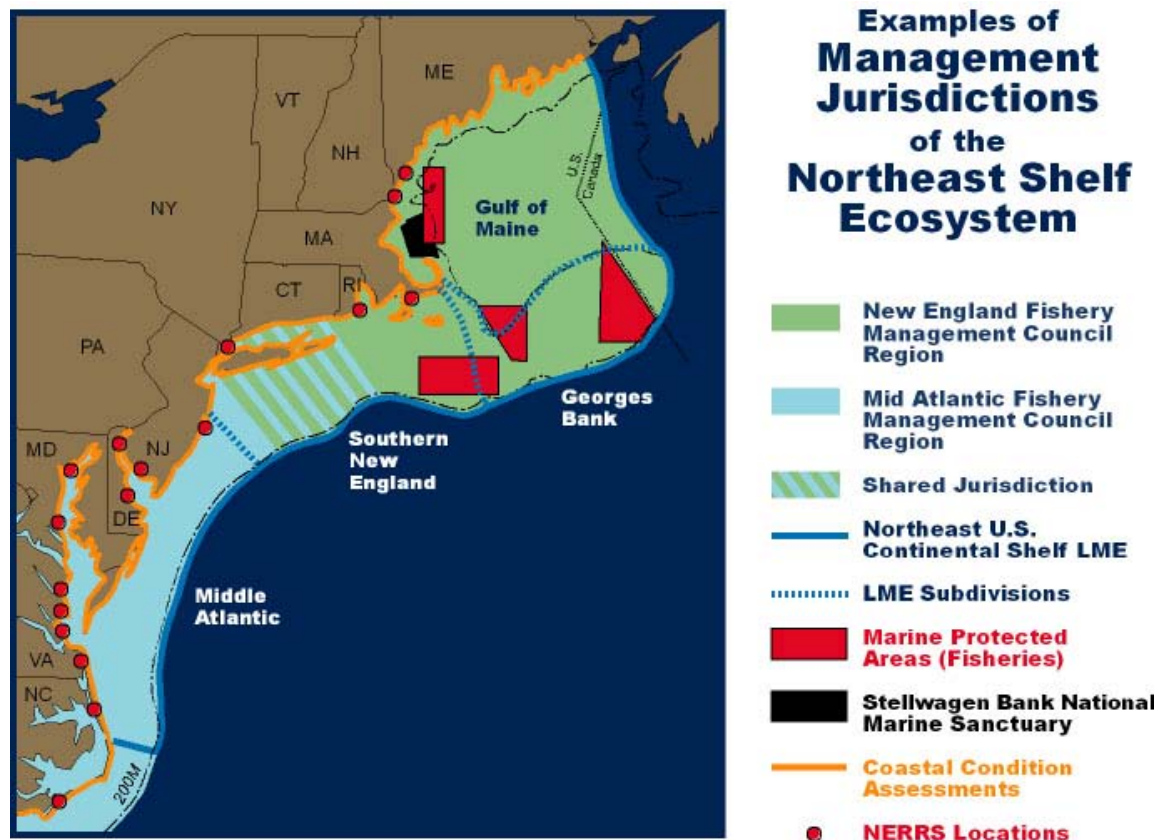 Examples of
Management
Jurisdictions
of the
Northeast Shelf
Ecosystem
ME
VT
NH
NY
MA
CT
RI
PA
NJ
MD
DE
VA
NC
Gulf of
Maine
U.S.
Canada
Georges
Bank
Southern
New
England
Middle
Atlantic
200M
New England Fishery
Management Council
Region
Mid Atlantic Fishery
Management Council
Region
Shared Jurisdiction
Northeast U.S.
Continental Shelf LME
LME Subdivisions
Marine Protected
Areas (Fisheries)
Stellwagen Bank National
Marine Sanctuary
Coastal Condition
Assessments
NERRS Locations